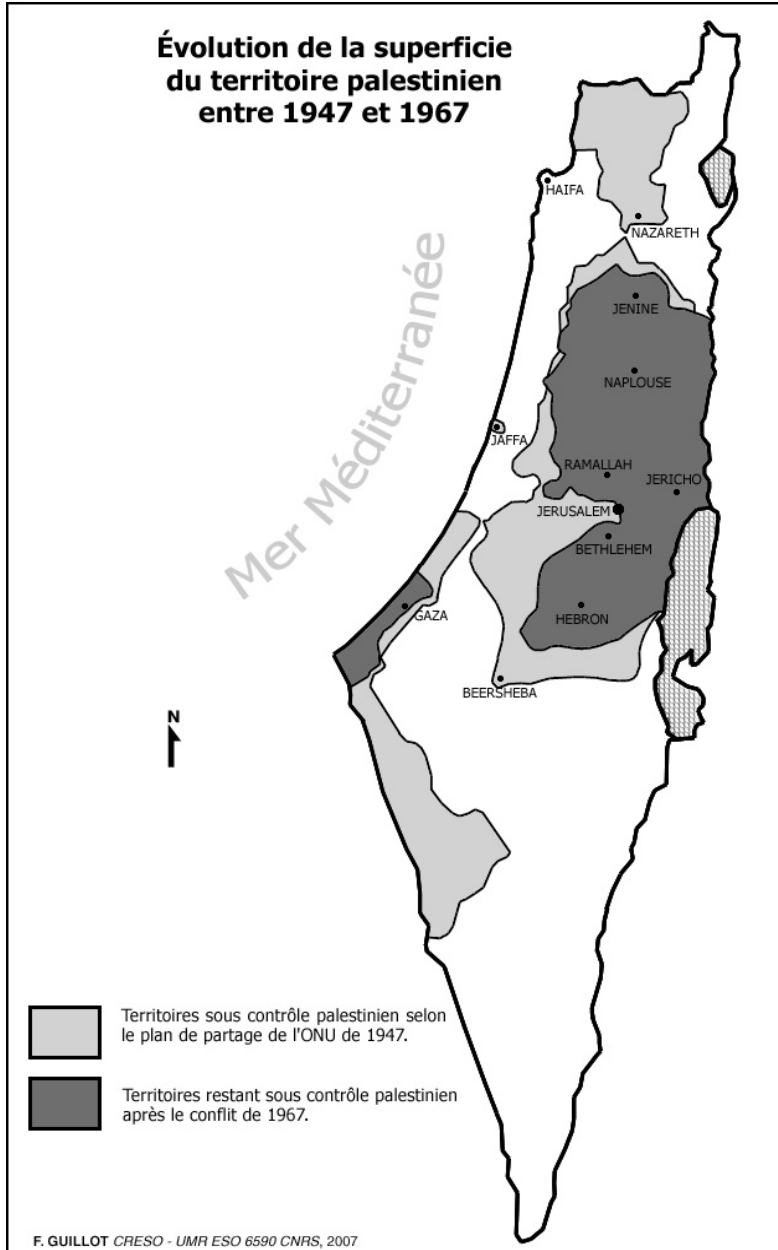 Évolution de la superficie
du territoire palestinien
entre 1947 et 1967
HAIFA
NAZARETH
Mer Méditerranée
JENINE
NAPLOUSE
JAFFA
RAMALLAH
JERICHO
JERUSALEM
BETHLEHEM
GAZA
HEBRON
BEERSHEBA
N
Territoires sous contrôle palestinien selon
le plan de partage de l'ONU de 1947.
Territoires restant sous contrôle palestinien
après le conflit de 1967.
F. GUILLOT CRESO - UMR ESO 6590 CNRS, 2007